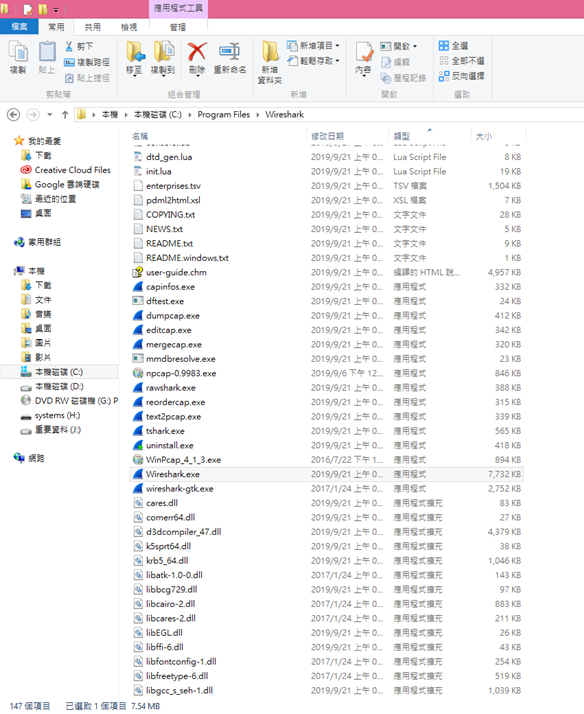 應用程式工具
檔案 常用 共用 檢視 管理
複製 貼上 剪下 複製路徑 貼上捷徑 移至 複製到 刪除 重新命名 新增資料夾 新增項目 輕鬆存取 內容 開啟 編輯 歷程記錄 全選 全部不選 反向選擇
剪貼簿 組合管理 新增 開啟 選取
本機 本機磁碟 (C:) Program Files Wireshark
我的最愛
下載
Creative Cloud Files
Google 雲端硬碟
最近的位置
桌面
家用群組
本機
下載
文件
音樂
桌面
圖片
影片
本機磁碟 (C:)
本機磁碟 (D:)
DVD RW 磁碟機 (G:) P
systems (H:)
重要資料 (J:)
網路
名稱 修改日期 類型 大小
dtd_gen.lua 2019/9/21 上午 0... Lua Script File 8 KB
init.lua 2019/9/21 上午 0... Lua Script File 19 KB
enterprises.tsv 2019/9/21 上午 0... TSV 檔案 1,504 KB
pdml2html.xsl 2019/9/21 上午 0... XSL 檔案 7 KB
COPYING.txt 2019/9/21 上午 0... 文字文件 28 KB
NEWS.txt 2019/9/21 上午 0... 文字文件 5 KB
README.txt 2019/9/21 上午 0... 文字文件 9 KB
README.windows.txt 2019/9/21 上午 0... 文字文件 1 KB
user-guide.chm 2019/9/21 上午 0... 編譯的 HTML 說... 4,957 KB
capinfos.exe 2019/9/21 上午 0... 應用程式 332 KB
dftest.exe 2019/9/21 上午 0... 應用程式 24 KB
dumpcap.exe 2019/9/21 上午 0... 應用程式 412 KB
editcap.exe 2019/9/21 上午 0... 應用程式 342 KB
mergecap.exe 2019/9/21 上午 0... 應用程式 320 KB
mmdbresolve.exe 2019/9/21 上午 0... 應用程式 23 KB
npcap-0.9983.exe 2019/9/6 下午 12... 應用程式 846 KB
rawshark.exe 2019/9/21 上午 0... 應用程式 388 KB
reordercap.exe 2019/9/21 上午 0... 應用程式 315 KB
text2pcap.exe 2019/9/21 上午 0... 應用程式 339 KB
tshark.exe 2019/9/21 上午 0... 應用程式 565 KB
uninstall.exe 2019/9/21 上午 0... 應用程式 418 KB
WinPcap_4_1_3.exe 2016/7/22 下午 1... 應用程式 894 KB
Wireshark.exe 2019/9/21 上午 0... 應用程式 7,732 KB
wireshark-gtk.exe 2017/1/24 上午 0... 應用程式 2,752 KB
cares.dll 2019/9/21 上午 0... 應用程式擴充 83 KB
comerr64.dll 2019/9/21 上午 0... 應用程式擴充 27 KB
d3dcompiler_47.dll 2019/9/21 上午 0... 應用程式擴充 4,379 KB
k5sprt64.dll 2019/9/21 上午 0... 應用程式擴充 38 KB
krb5_64.dll 2019/9/21 上午 0... 應用程式擴充 1,046 KB
libatk-1.0-0.dll 2017/1/24 上午 0... 應用程式擴充 143 KB
libbcg729.dll 2019/9/21 上午 0... 應用程式擴充 97 KB
libcairo-2.dll 2017/1/24 上午 0... 應用程式擴充 883 KB
libcares-2.dll 2017/1/24 上午 0... 應用程式擴充 211 KB
libEGL.dll 2019/9/21 上午 0... 應用程式擴充 26 KB
libffi-6.dll 2019/9/21 上午 0... 應用程式擴充 43 KB
libfontconfig-1.dll 2017/1/24 上午 0... 應用程式擴充 254 KB
libfreetype-6.dll 2017/1/24 上午 0... 應用程式擴充 519 KB
libgcc_s_seh-1.dll 2019/9/21 上午 0... 應用程式擴充 1,039 KB
147 個項目 已選取 1 個項目 7.54 MB